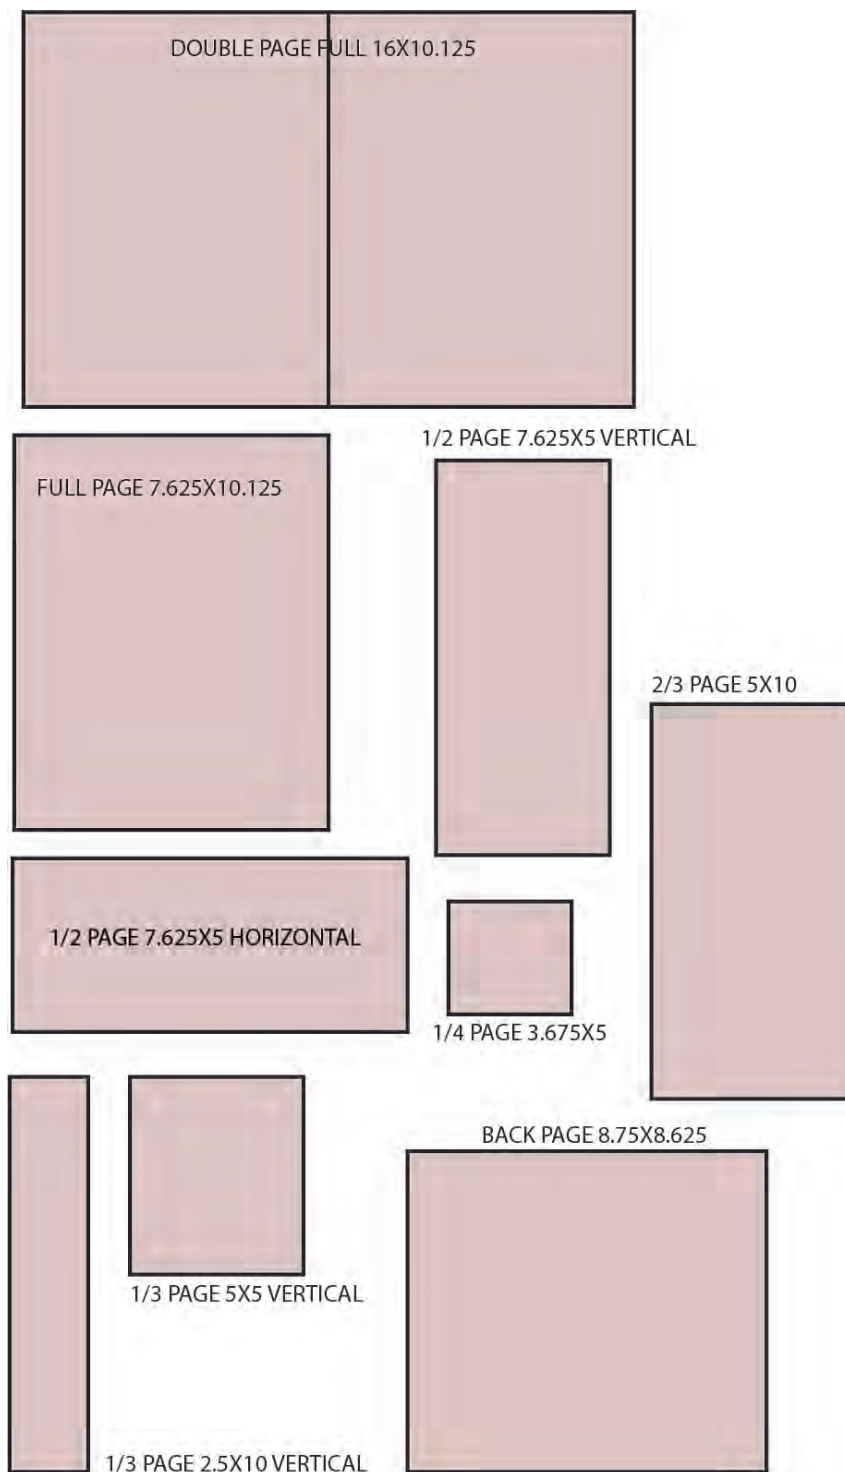 DOUBLE PAGE FULL 16X10.125
1/2 PAGE 7.625X5 VERTICAL
FULL PAGE 7.625X10.125
2/3 PAGE 5X10
1/2 PAGE 7.625X5 HORIZONTAL
1/4 PAGE 3.675X5
BACK PAGE 8.75X8.625
1/3 PAGE 5X5 VERTICAL
1/3 PAGE 2.5X10 VERTICAL